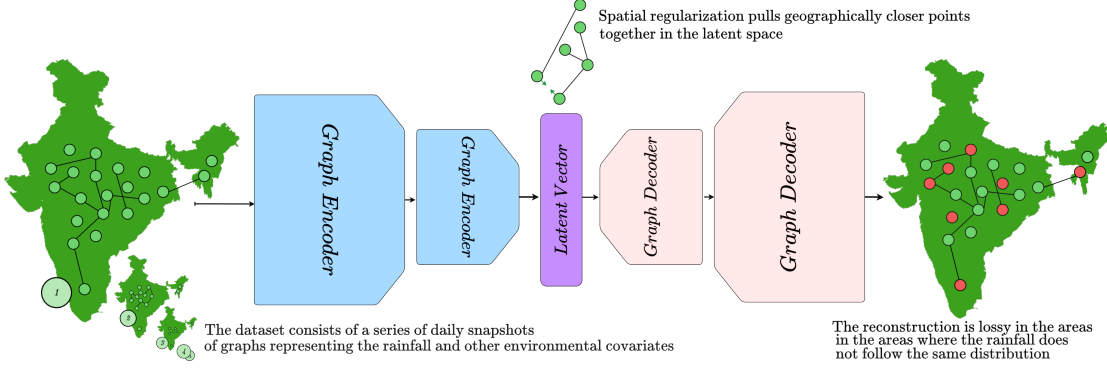 Spatial regularization pulls geographically closer points
together in the latent space
Graph Encoder
Graph Encoder
Latent Vector
Graph Decoder
Graph Decoder
1
2
3
4
The dataset consists of a series of daily snapshots
of graphs representing the rainfall and other environmental covariates
The reconstruction is lossy in the areas
in the areas where the rainfall does
not follow the same distribution